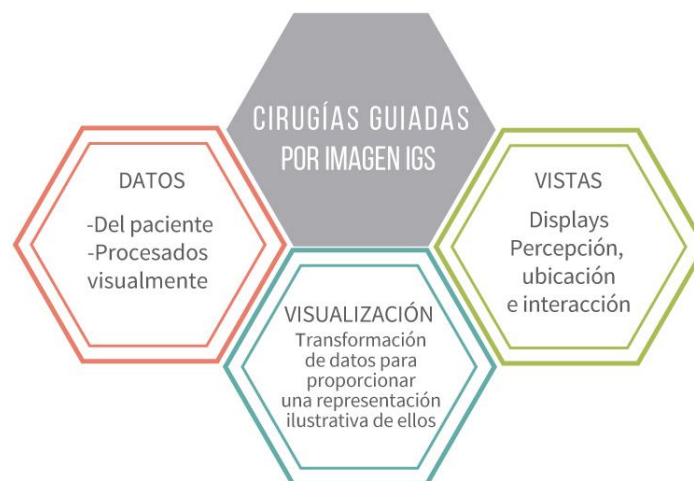 CIRUGÍAS GUIADAS
POR IMAGEN IGS
DATOS
-Del paciente
-Procesados
visualmente
VISUALIZACIÓN
Transformación
de datos para
proporcionar
una representación
ilustrativa de ellos
VISTAS
Displays
Percepción,
ubicación
e interacción